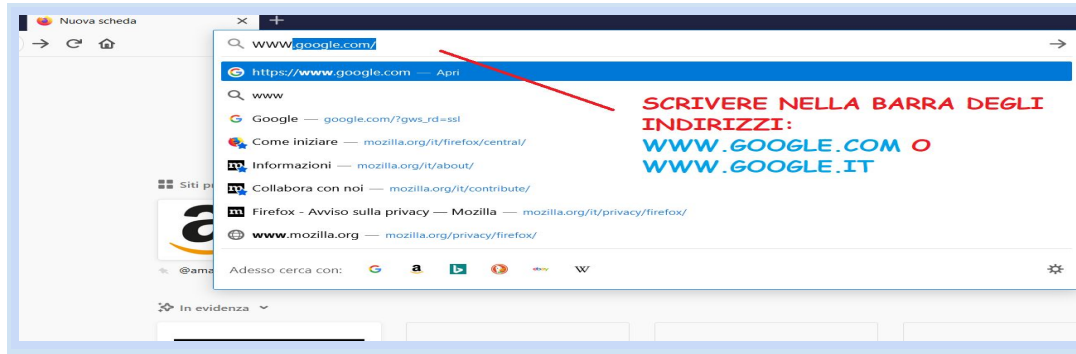 Nuova scheda
www.google.com/
https://www.google.com — Apri
www
Google — google.com/?gws_rd=ssl
Come iniziare — mozilla.org/it/firefox/central/
Informazioni — mozilla.org/it/about/
Collabora con noi — mozilla.org/it/contribute/
Firefox - Avviso sulla privacy — Mozilla — mozilla.org/it/privacy/firefox/
www.mozilla.org — mozilla.org/privacy/firefox/
Adesso cerca con:
SCRIVERE NELLA BARRA DEGLI
INDIRIZZI:
WWW.GOOGLE.COM O
WWW.GOOGLE.IT
Siti p
@ama
In evidenza